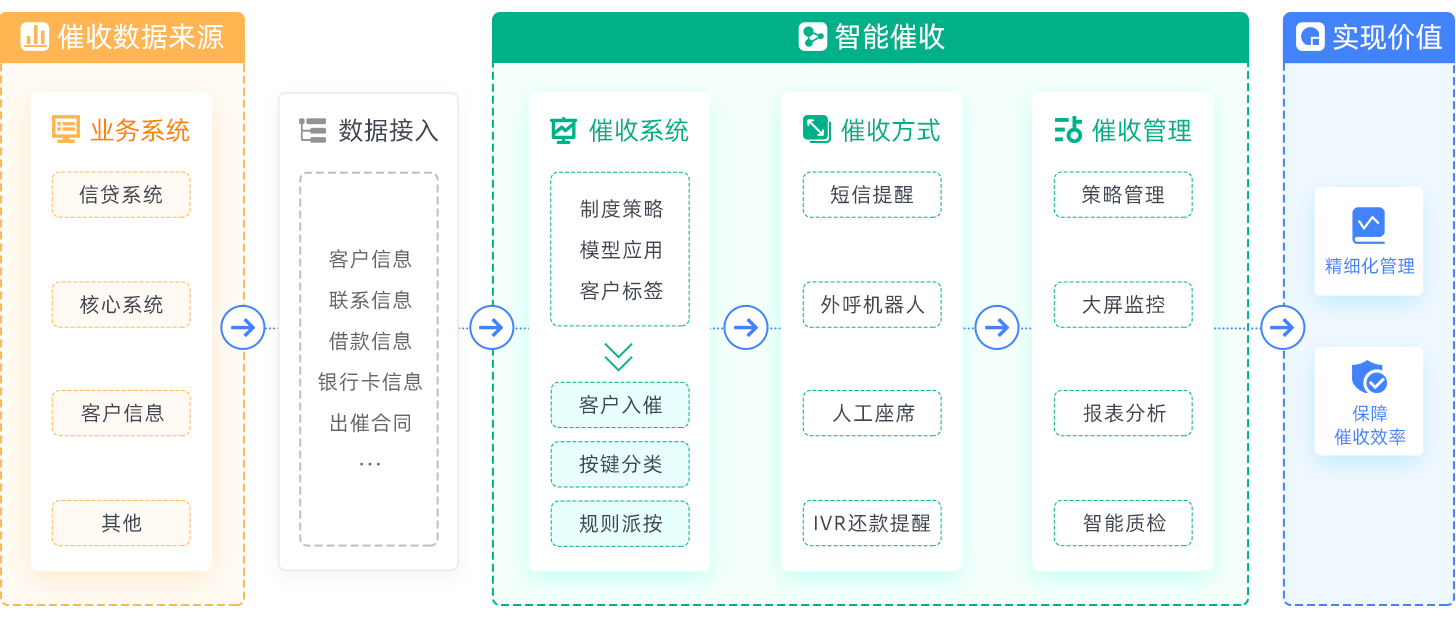 催收数据来源
业务系统
信贷系统
核心系统
客户信息
其他
数据接入
客户信息
联系信息
借款信息
银行卡信息
出催合同
...
智能催收
催收系统
制度策略
模型应用
客户标签
客户入催
按键分类
规则派按
催收方式
短信提醒
外呼机器人
人工座席
IVR还款提醒
催收管理
策略管理
大屏监控
报表分析
智能质检
实现价值
精细化管理
保障
催收效率